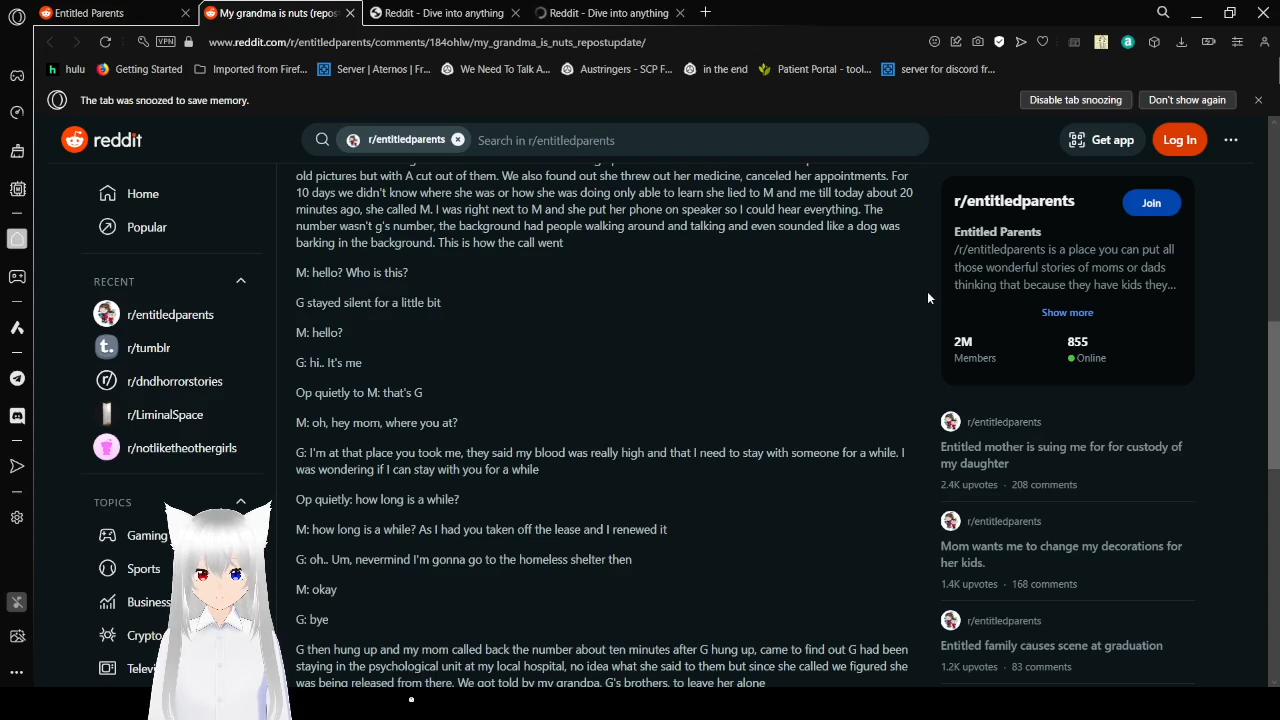 Entitled Parents
My grandma is nuts (repos
Reddit - Dive into anything
Reddit - Dive into anything
VPN
www.reddit.com/r/entitledparents/comments/184ohlw/my_grandma_is_nuts_repostupdate/
hulu
Getting Started
Imported from Firef...
Server | Aternos | Fr...
We Need To Talk A...
Austringers - SCP F...
in the end
Patient Portal - tool...
server for discord fr...
The tab was snoozed to save memory.
Disable tab snoozing
Don't show again
reddit
r/entitledparents
Search in r/entitledparents
Get app
Log In
Home
Popular
RECENT
r/entitledparents
r/tumblr
r/dndhorrorstories
r/LiminalSpace
r/notliketheothergirls
TOPICS
Gaming
Sports
Business
Crypto
Televi
old pictures but with A cut out of them. We also found out she threw out her medicine, canceled her appointments. For
10 days we didn't know where she was or how she was doing only able to learn she lied to M and me till today about 20
minutes ago, she called M. I was right next to M and she put her phone on speaker so I could hear everything. The
number wasn't g's number, the background had people walking around and talking and even sounded like a dog was
barking in the background. This is how the call went
M: hello? Who is this?
G stayed silent for a little bit
M: hello?
G: hi.. It's me
Op quietly to M: that's G
M: oh, hey mom, where you at?
G: I'm at that place you took me, they said my blood was really high and that I need to stay with someone for a while. I
was wondering if I can stay with you for a while
Op quietly: how long is a while?
M: how long is a while? As I had you taken off the lease and I renewed it
G: oh.. Um, nevermind I'm gonna go to the homeless shelter then
M: okay
G: bye
G then hung up and my mom called back the number about ten minutes after G hung up, came to find out G had been
staying in the psychological unit at my local hospital, no idea what she said to them but since she called we figured she
was being released from there. We got told by my grandpa, G's brothers, to leave her alone
r/entitledparents
Join
Entitled Parents
/r/entitledparents is a place you can put all
those wonderful stories of moms or dads
thinking that because they have kids they...
Show more
2M
855
Members
Online
r/entitledparents
Entitled mother is suing me for for custody of
my daughter
2.4K upvotes · 208 comments
r/entitledparents
Mom wants me to change my decorations for
her kids.
1.4K upvotes · 168 comments
r/entitledparents
Entitled family causes scene at graduation
1.2K upvotes · 83 comments